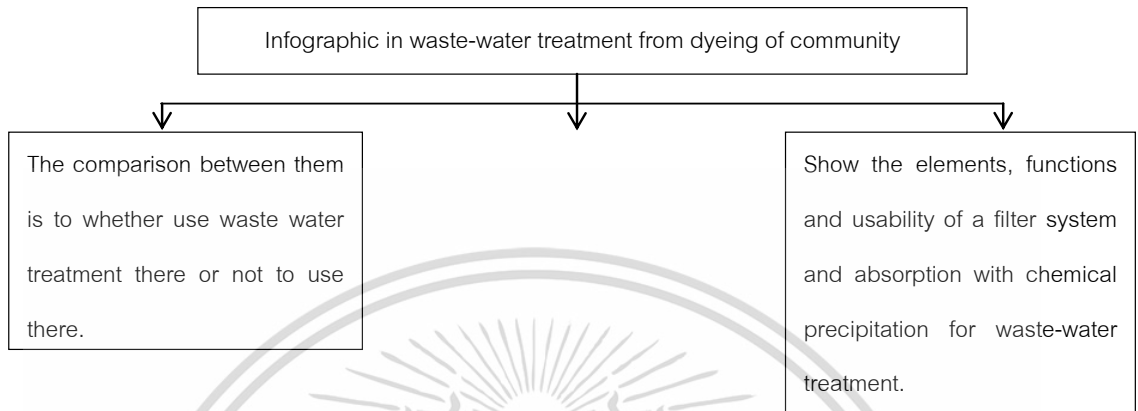 Infographic in waste-water treatment from dyeing of community
The comparison between them
is to whether use waste water
treatment there or not to use
there.
Show the elements, functions
and usability of a filter system
and absorption with chemical
precipitation for waste-water
treatment.